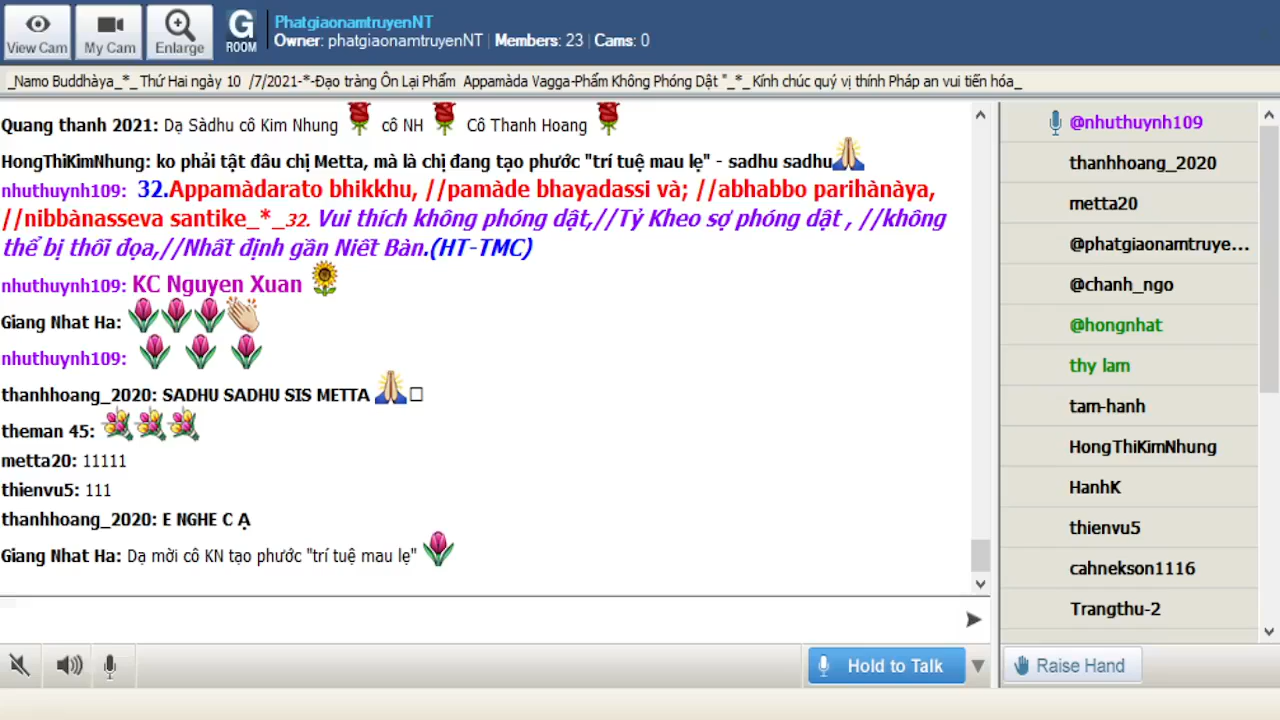 View Cam
My Cam
Enlarge
G
ROOM
PhatgiaonamtruyenNT
Owner: phatgiaonamtruyenNT | Members: 23 | Cams: 0
_Namo Buddhàya_*_Thứ Hai ngày 10 /7/2021-*-Đạo tràng Ôn Lại Phẩm Appamàda Vagga-Phẩm Không Phóng Dật "_*_Kính chúc quý vị thính Pháp an vui tiến hóa_
Quang thanh 2021: Dạ Sàdhu cô Kim Nhung cô NH Cô Thanh Hoang
HongThiKimNhung: ko phải tật đâu chị Metta, mà là chị đang tạo phước "trí tuệ mau lẹ" - sadhu sadhu
nhuthuynh109: 32.Appamàdarato bhikkhu, //pamàde bhayadassi và; //abhabbo parihànàya,
//nibbànasseva santike_*_32. Vui thích không phóng dật,//Tỷ Kheo sợ phóng dật , //không
thể bị thối đọa,//Nhất định gần Niết Bàn.(HT-TMC)
nhuthuynh109: KC Nguyen Xuan
Giang Nhat Ha:
nhuthuynh109:
thanhhoang_2020: SADHU SADHU SIS METTA
theman 45:
metta20: 11111
thienvu5: 111
thanhhoang_2020: E NGHE C Ạ
Giang Nhat Ha: Dạ mời cô KN tạo phước "trí tuệ mau lẹ"
@nhuthuynh109
thanhhoang_2020
metta20
@phatgiaonamtruye...
@chanh_ngo
@hongnhat
thy lam
tam-hanh
HongThiKimNhung
HanhK
thienvu5
cahnekson1116
Trangthu-2
Hold to Talk
Raise Hand